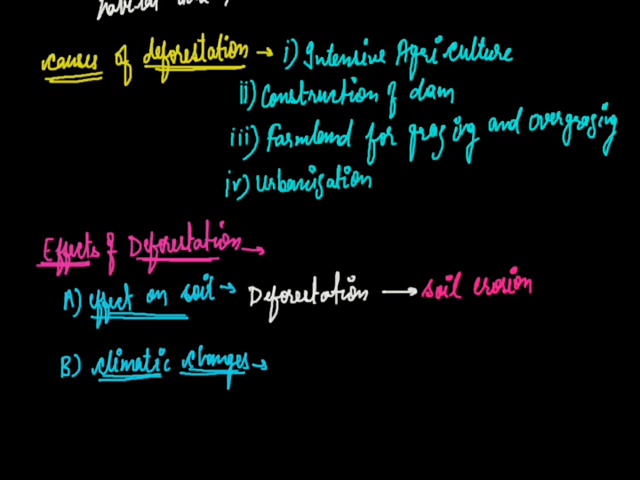 causes of deforestation → i) Intensive Agriculture
ii) Construction of dam
iii) Farmland for grazing and overgrazing
iv) Urbanisation
Effects of Deforestation →
A) effect on soil → Deforestation → soil erosion
B) climatic changes →